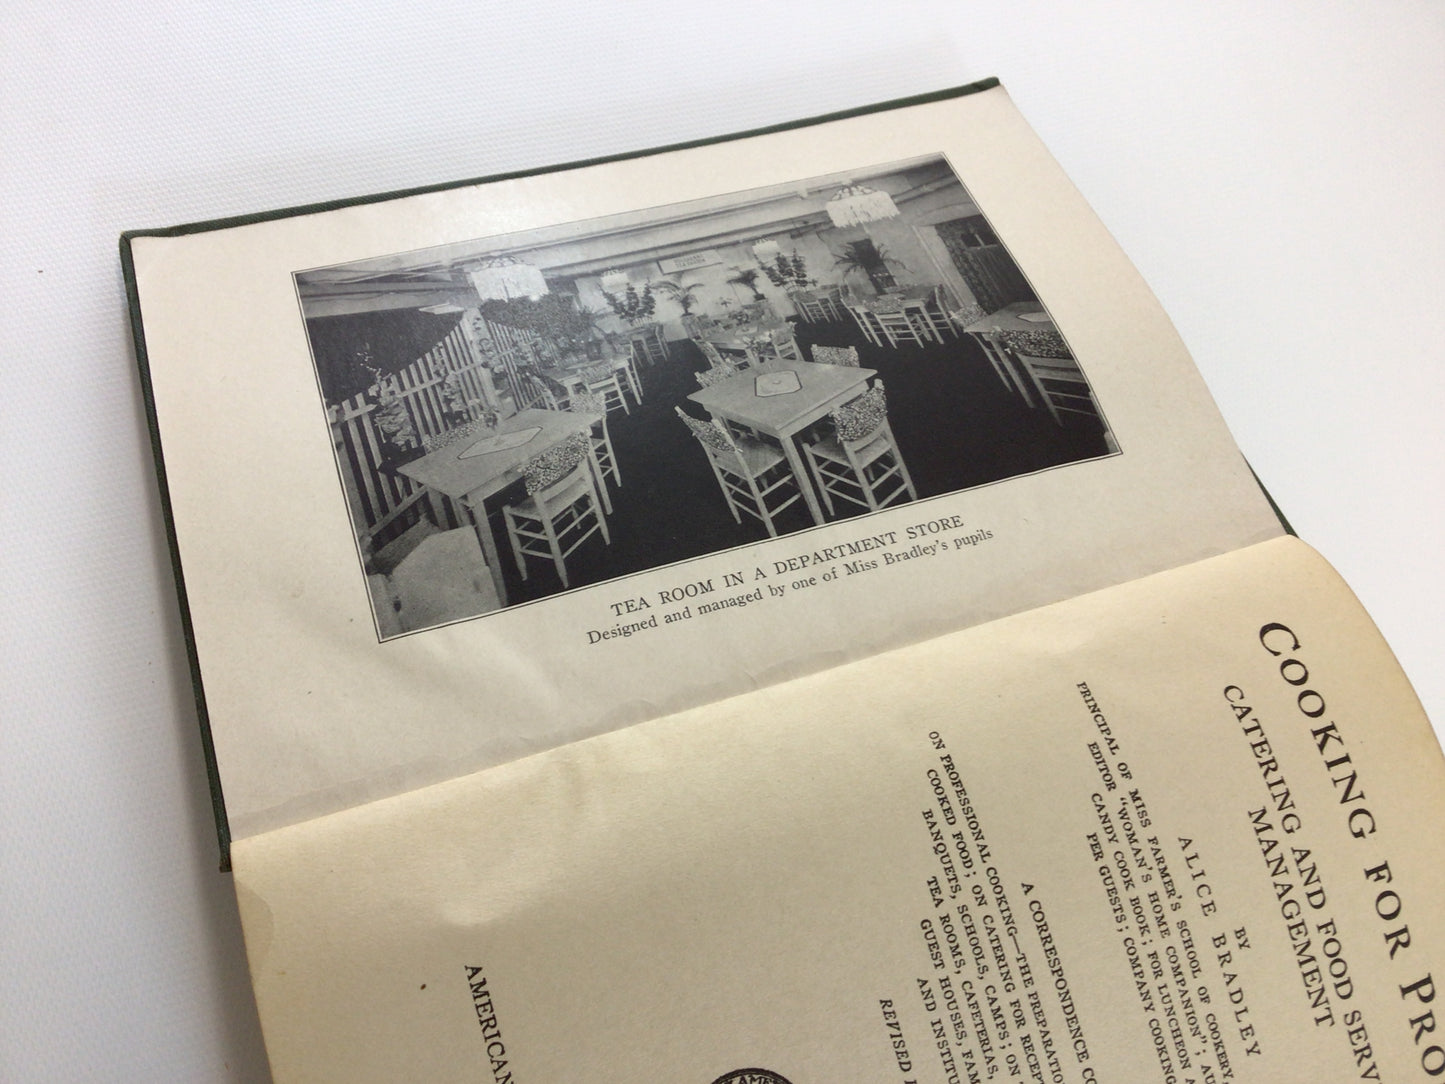 TEA ROOM IN A DEPARTMENT STORE
Designed and managed by one of Miss Bradley's pupils
COOKING FOR PRO
CATERING AND FOOD SERV
MANAGEMENT
BY
ALICE BRADLEY
PRINCIPAL OF MISS FARMER'S SCHOOL OF COOKERY,
EDITOR "WOMAN'S HOME COMPANION"; AU
CANDY COOK BOOK; FOR LUNCHEON A
PER GUESTS; COMPANY COOKING
A CORRESPONDENCE CO
ON PROFESSIONAL COOKING—THE PREPARATION
COOKED FOOD; ON CATERING FOR RECEPT
BANQUETS, SCHOOLS, CAMPS; ON
TEA ROOMS, CAFETERIAS,
GUEST HOUSES, FAM
AND INSTITU
REVISED
AMERICAN